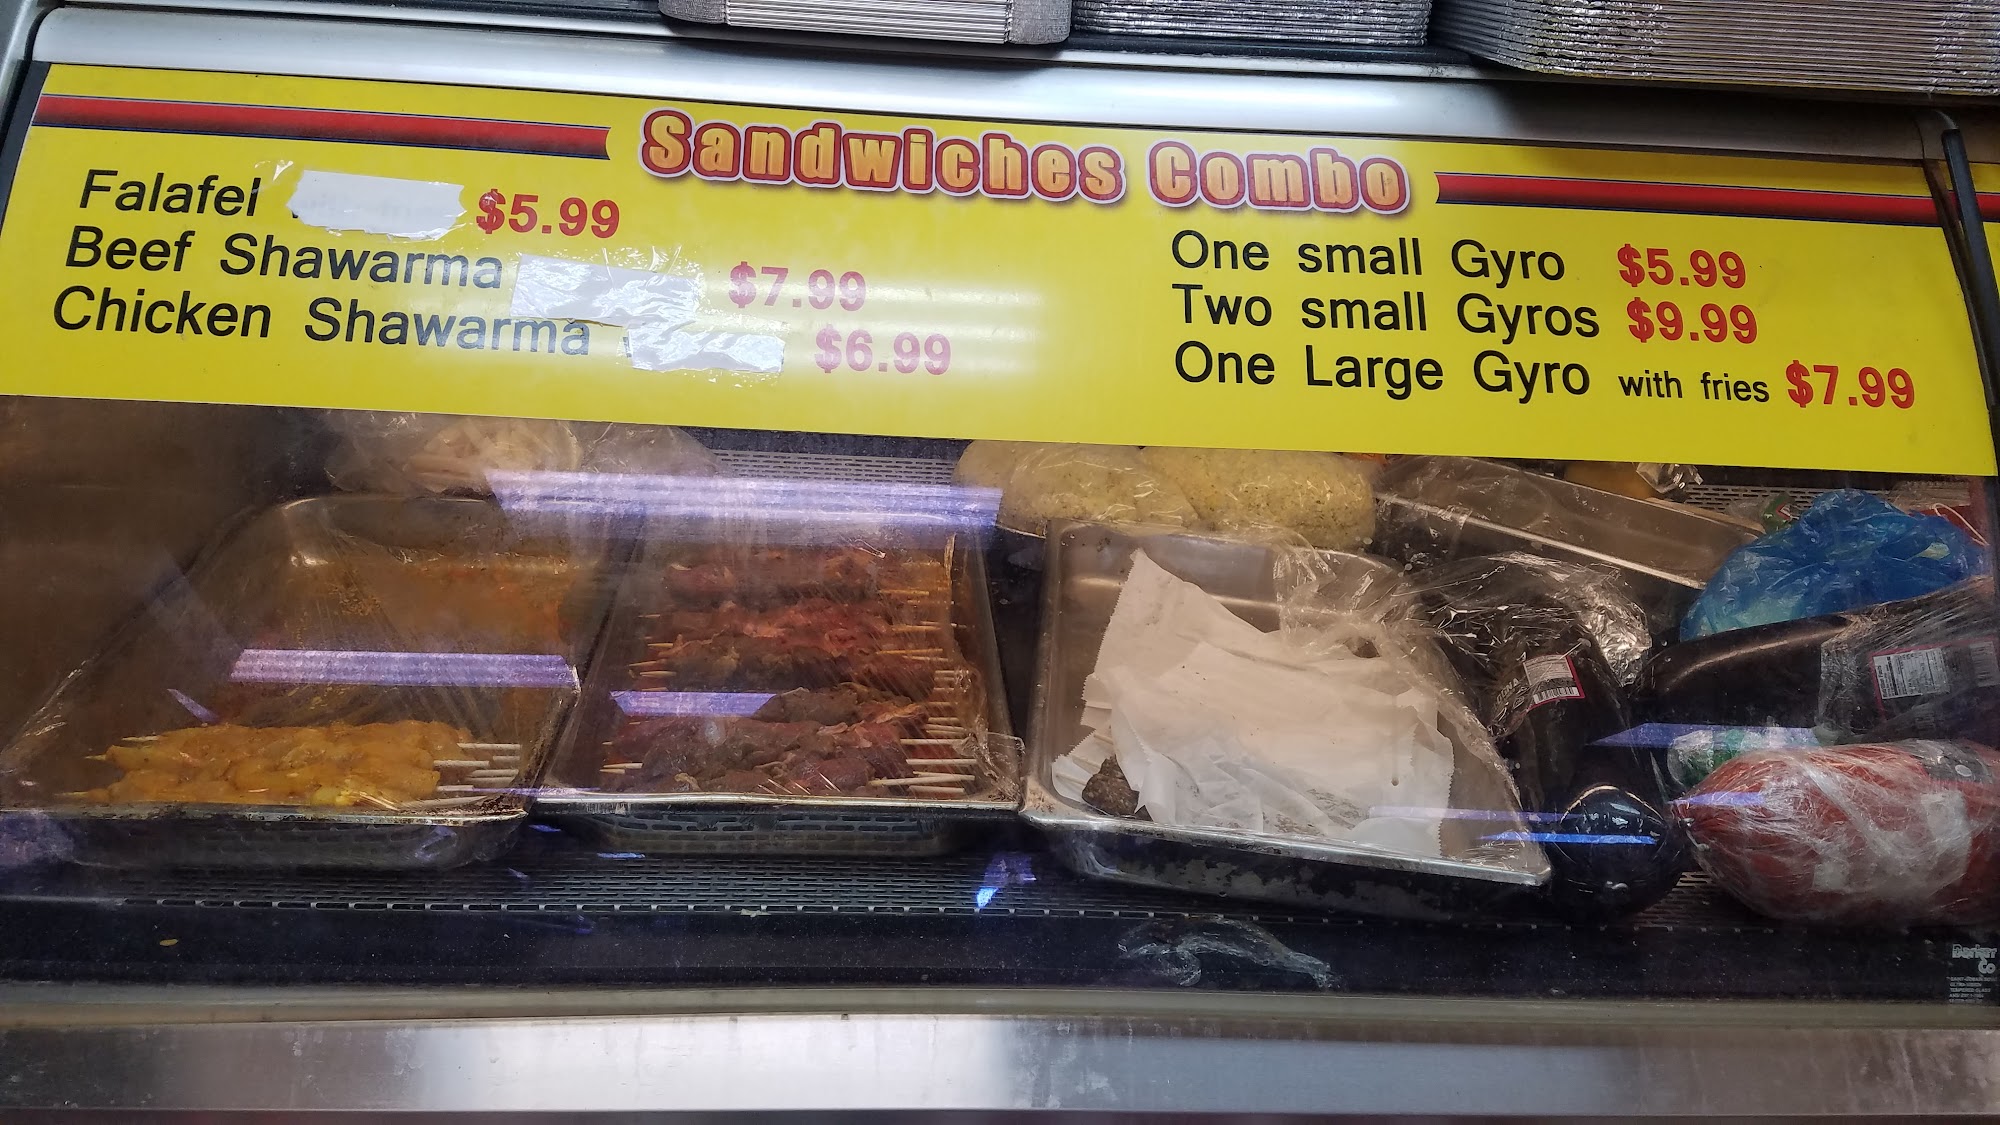 Sandwiches Combo
Falafel $5.99
Beef Shawarma $7.99
Chicken Shawarma $6.99
One small Gyro $5.99
Two small Gyros $9.99
One Large Gyro with fries $7.99